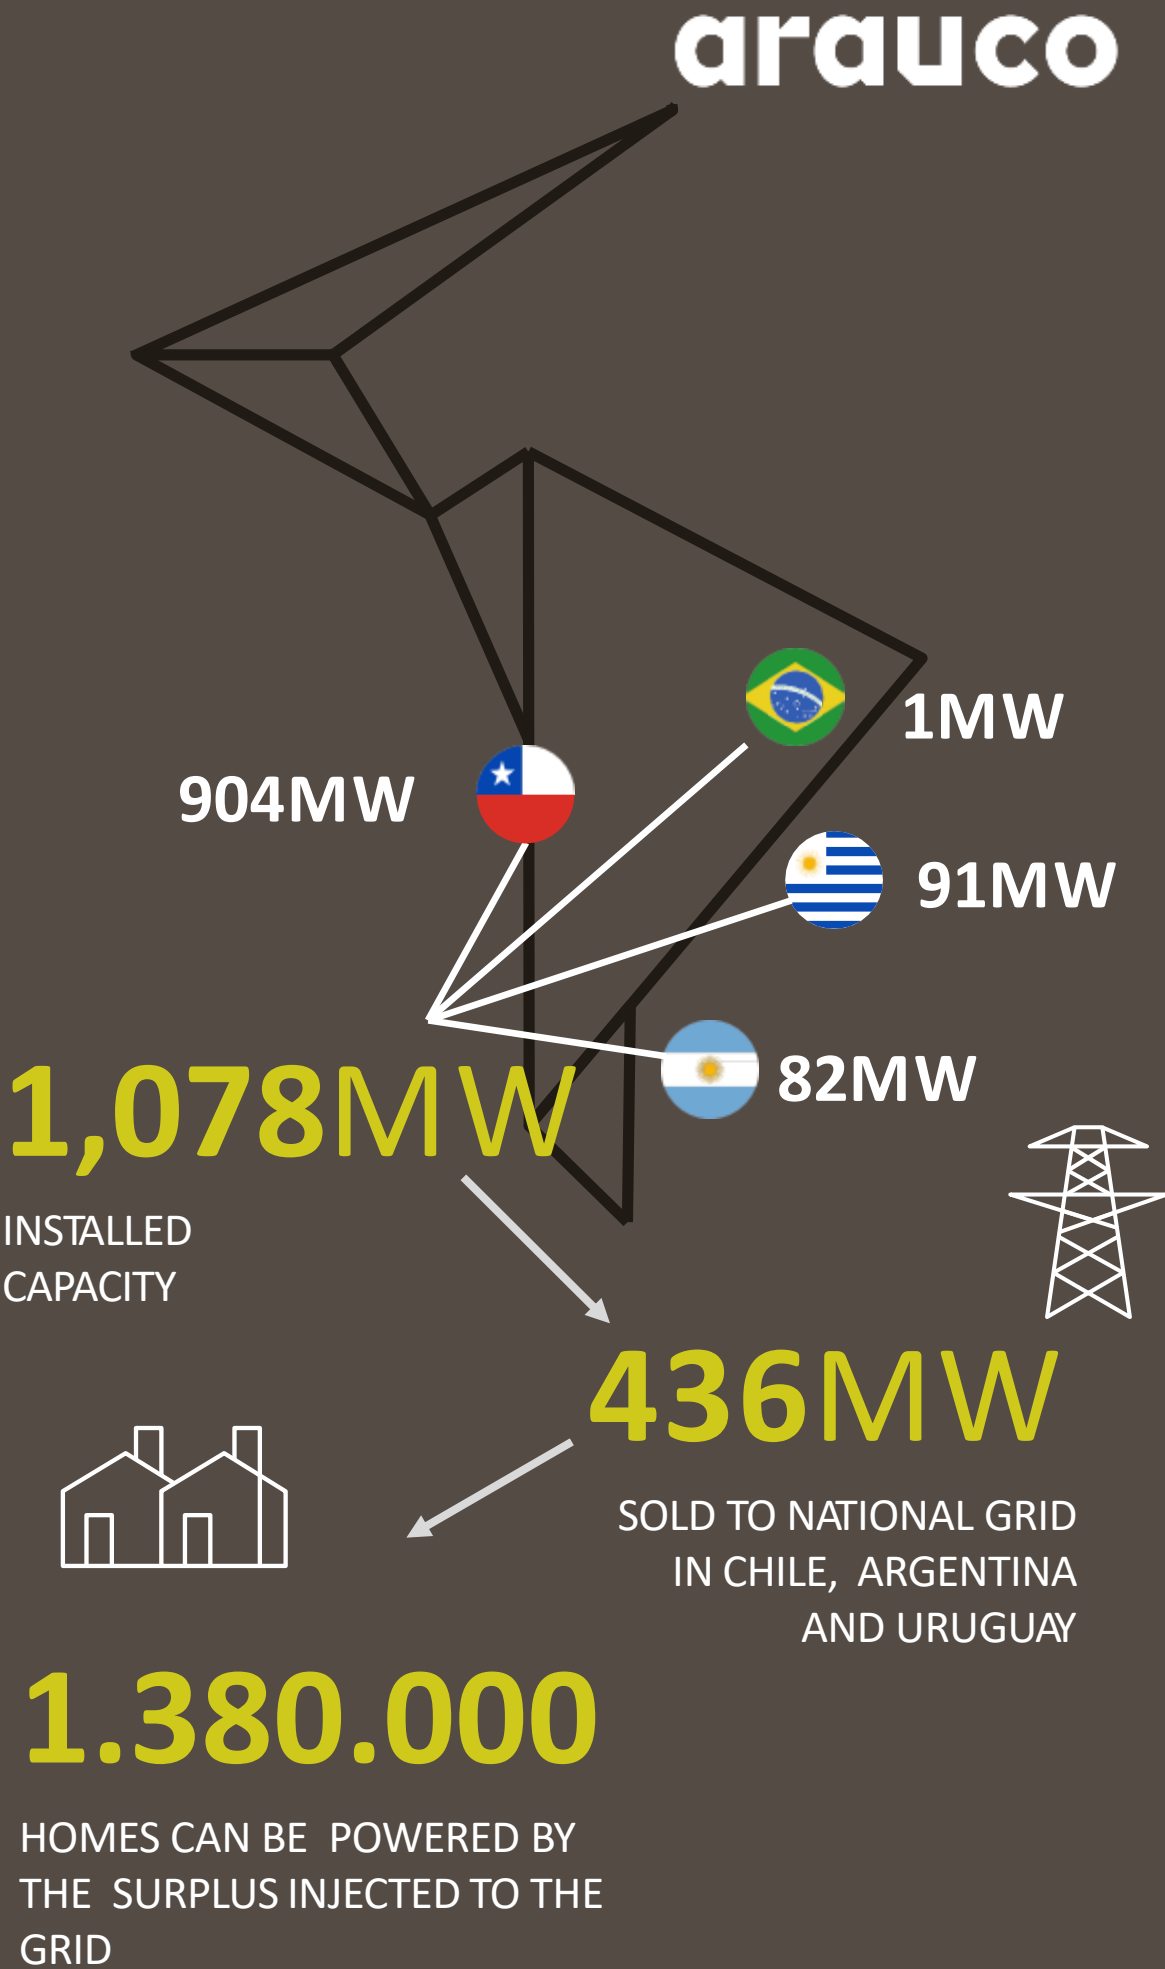 arauco
1MW
904MW
91MW
82MW
1,078MW
INSTALLED
CAPACITY
436MW
SOLD TO NATIONAL GRID
IN CHILE, ARGENTINA
AND URUGUAY
1.380.000
HOMES CAN BE POWERED BY
THE SURPLUS INJECTED TO THE
GRID